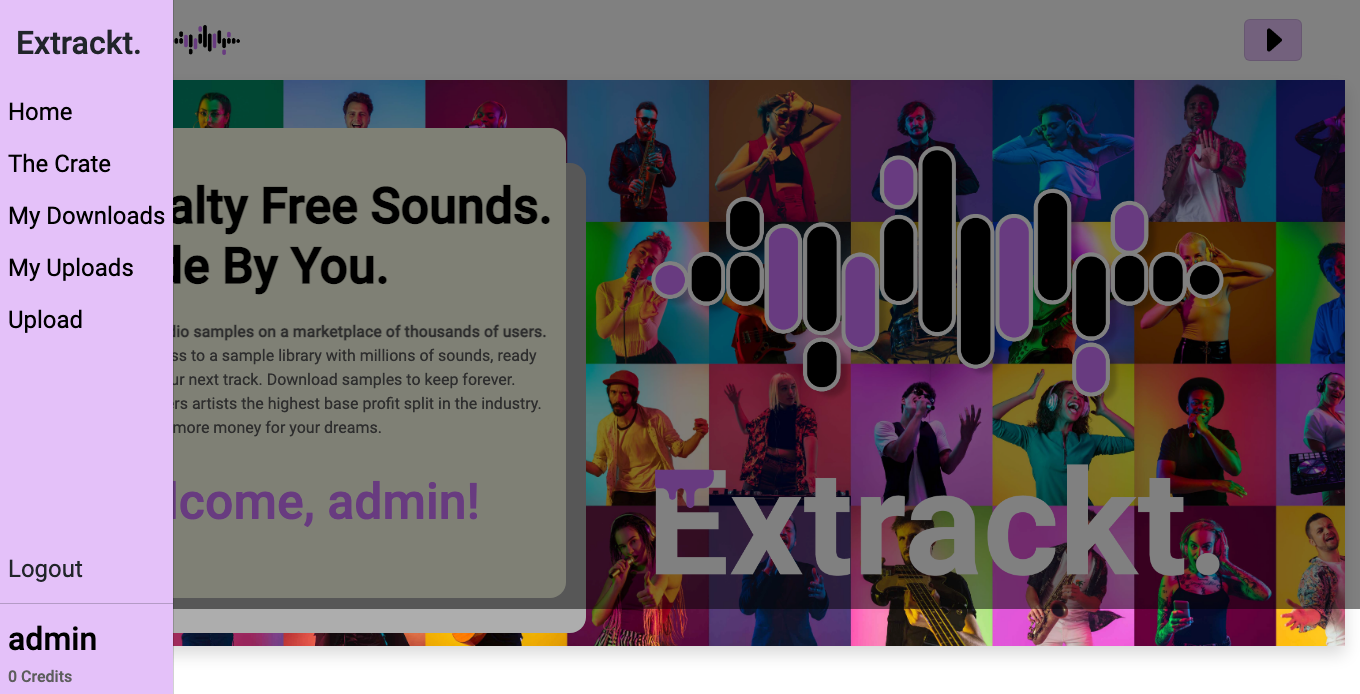 Extrackt.
Home
The Crate
My Downloads
My Uploads
Upload
Logout
admin
0 Credits
alty Free Sounds.
de By You.
dio samples on a marketplace of thousands of users.
ss to a sample library with millions of sounds, ready
ur next track. Download samples to keep forever.
rs artists the highest base profit split in the industry.
more money for your dreams.
lcome, admin!
Extrackt.